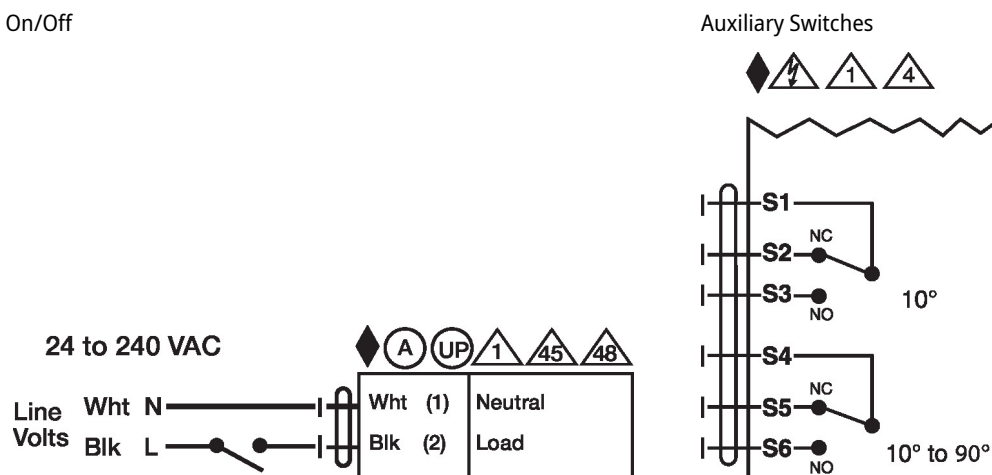 On/Off
24 to 240 VAC
A UP 1 45 48
Line Volts
Wht N
Wht (1) Neutral
Blk L
Blk (2) Load
Auxiliary Switches
1 4
S1
S2 NC
S3 NO
10°
S4
S5 NC
S6 NO
10° to 90°